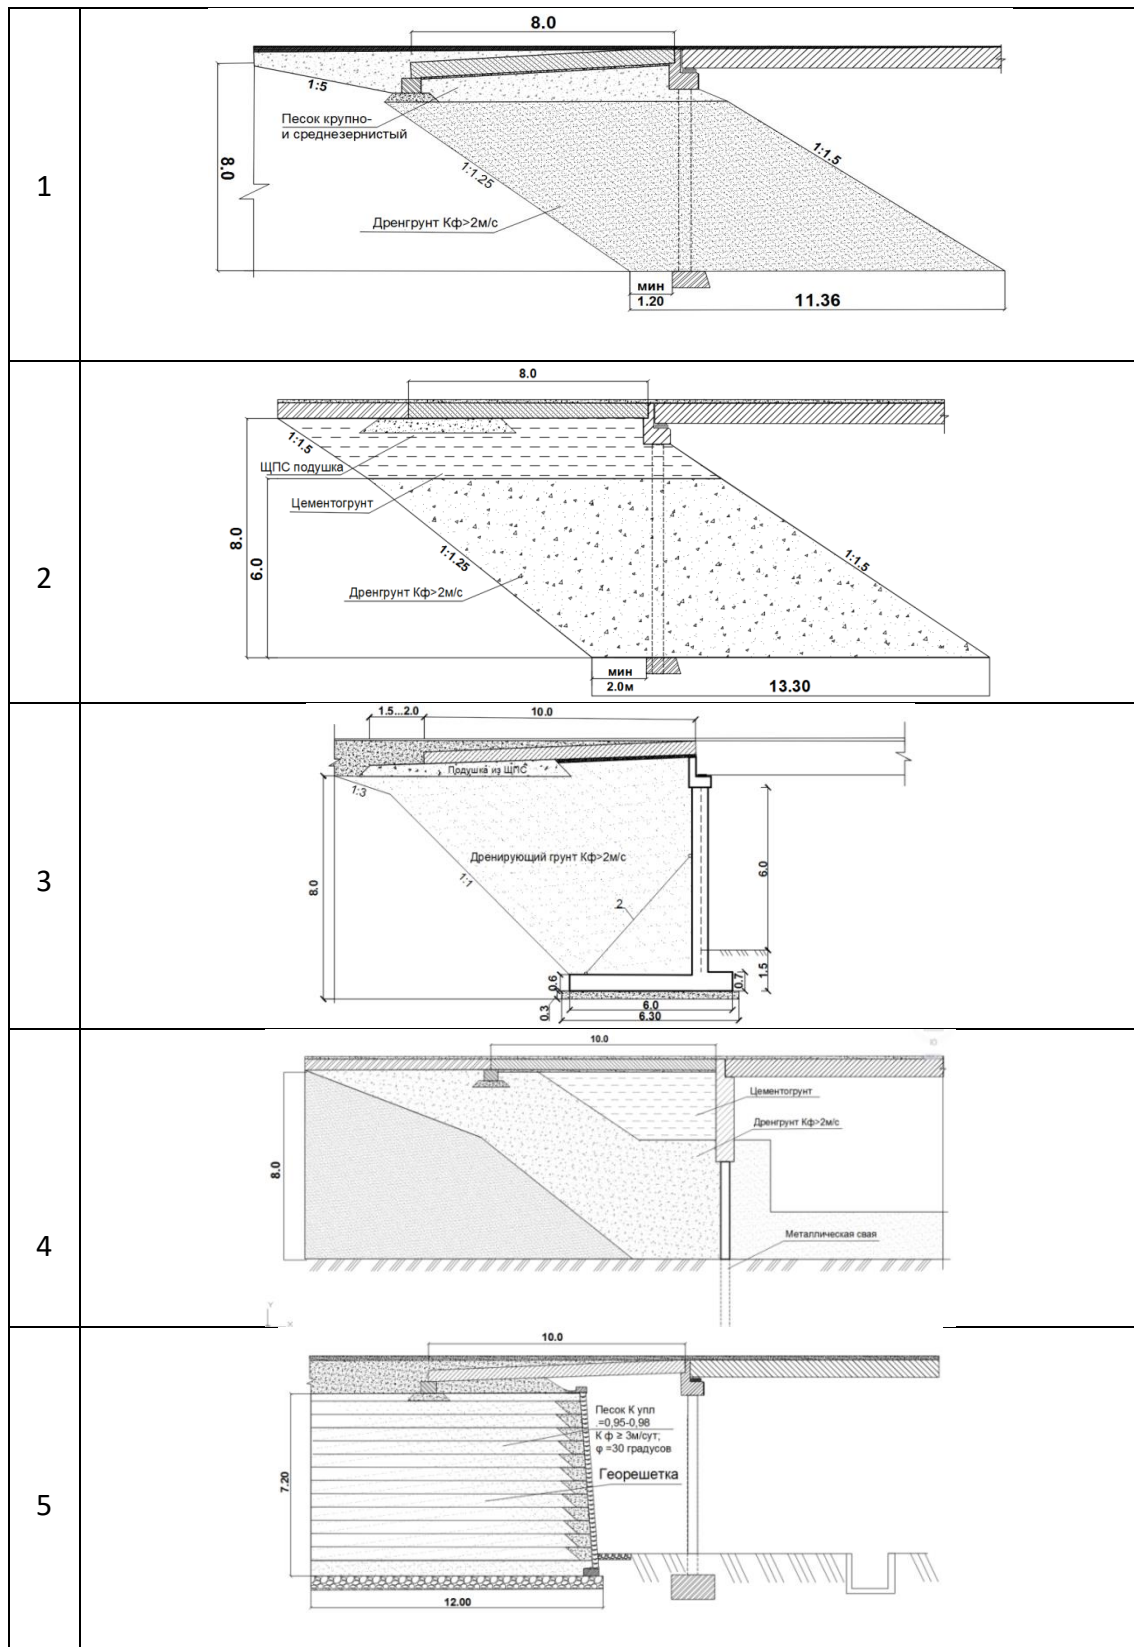 1
8.0
1:5
Песок крупно-
и среднезернистый
8.0
1:1.25
1:1.5
Дренгрунт Кф>2м/с
мин
1.20
11.36
2
8.0
1:1.5
ЩПС подушка
Цементогрунт
8.0
6.0
1:1.25
1:1.5
Дренгрунт Кф>2м/с
мин
2.0м
13.30
3
1.5...2.0
10.0
Подушка из ЩПС
1:3
Дренирующий грунт Кф>2м/с
1:1
8.0
6.0
2
0.6
0.7
1.5
0.3
6.0
6.30
4
10.0
Цементогрунт
Дренгрунт Кф>2м/с
8.0
Металлическая свая
Y
X
5
10.0
Песок К упл
.=0,95-0,98
К ф ≥ 3м/сут;
φ =30 градусов
Георешетка
7.20
12.00